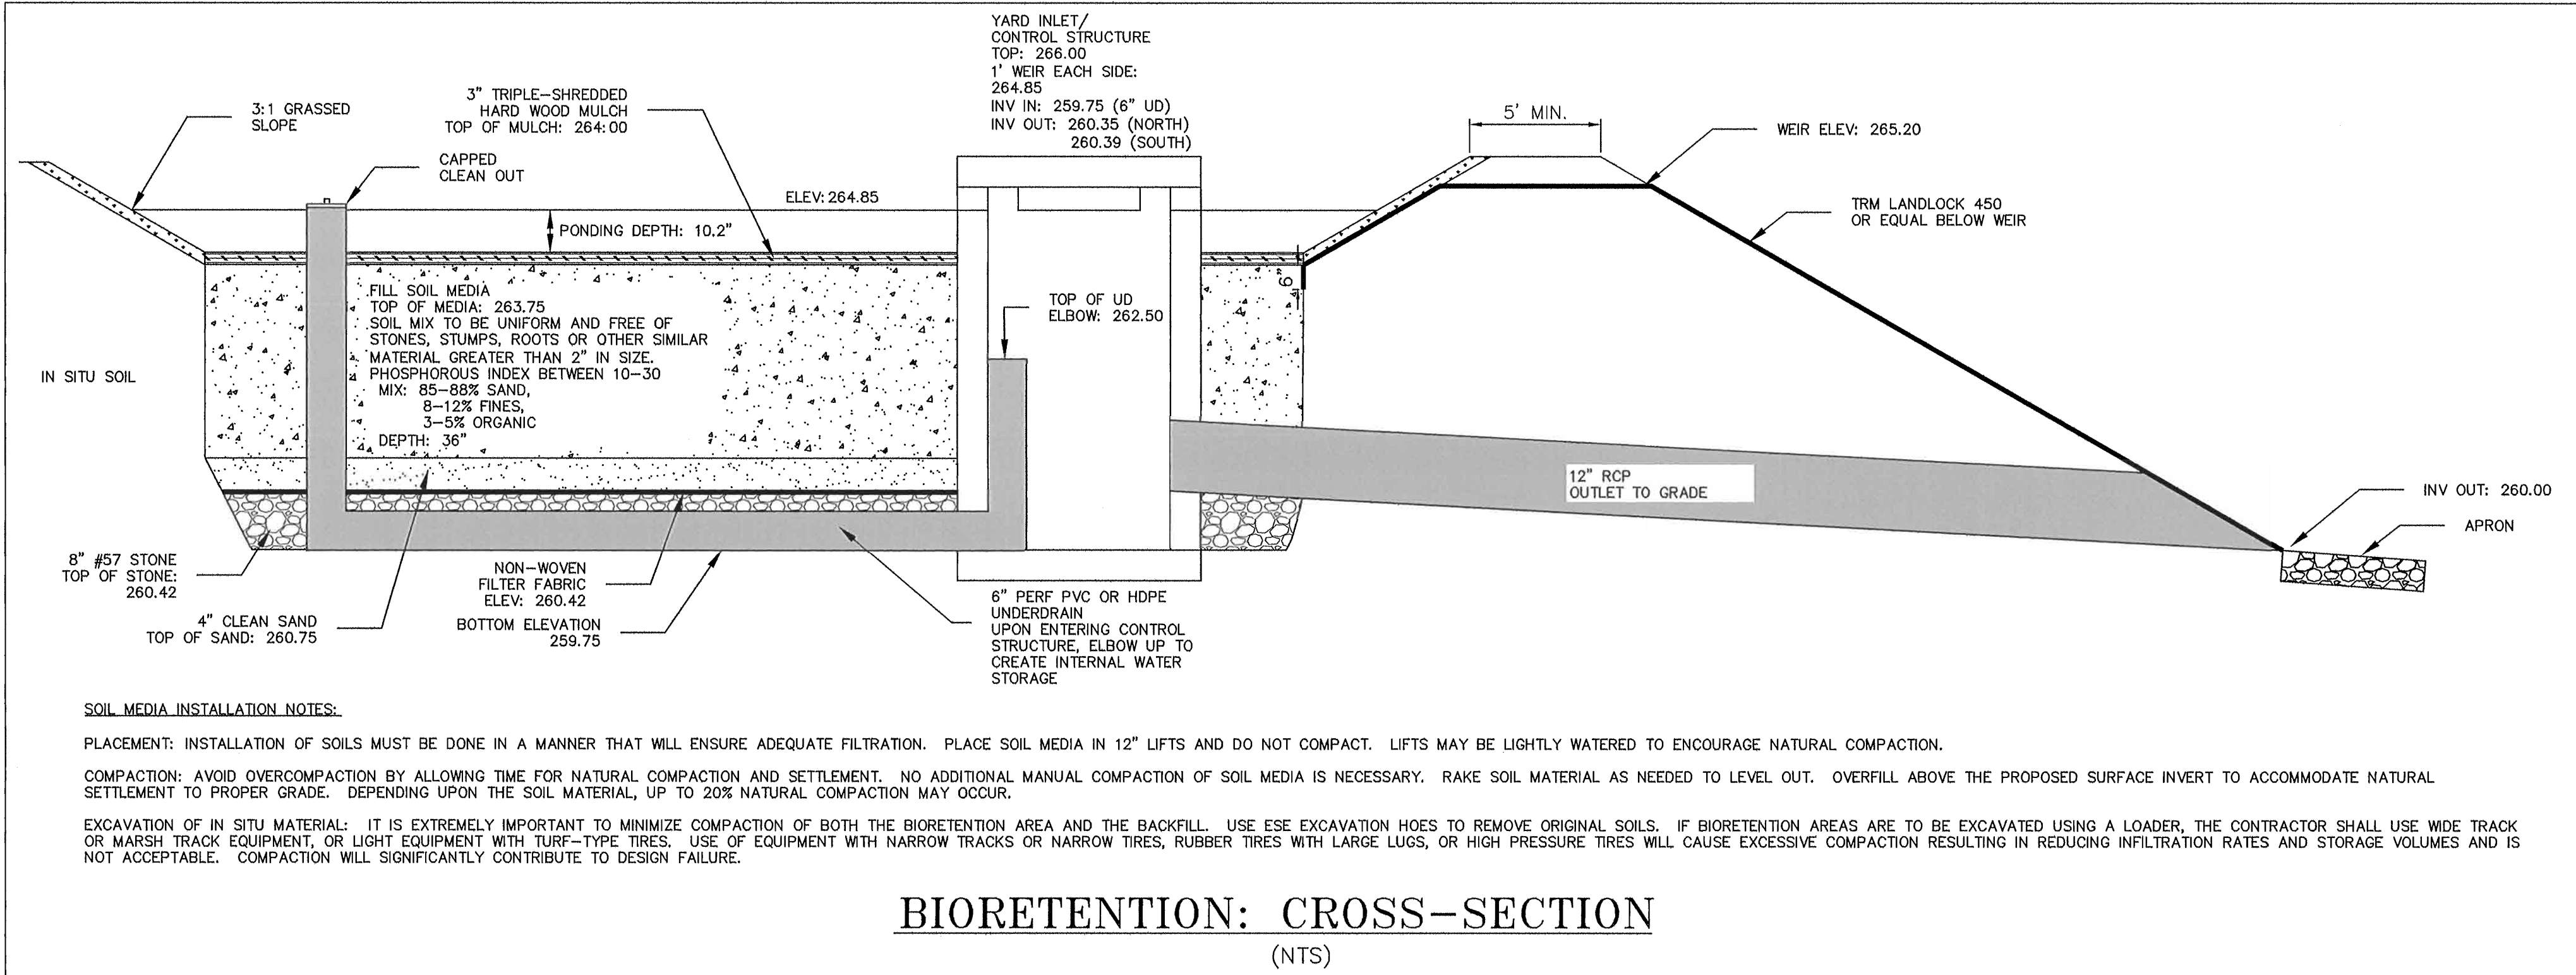 YARD INLET/
CONTROL STRUCTURE
TOP: 266.00
1' WEIR EACH SIDE:
264.85
INV IN: 259.75 (6" UD)
INV OUT: 260.35 (NORTH)
260.39 (SOUTH)
3:1 GRASSED
SLOPE
3" TRIPLE-SHREDDED
HARD WOOD MULCH
TOP OF MULCH: 264:00
CAPPED
CLEAN OUT
5' MIN.
WEIR ELEV: 265.20
ELEV: 264.85
PONDING DEPTH: 10.2"
TRM LANDLOCK 450
OR EQUAL BELOW WEIR
6"
FILL SOIL MEDIA
TOP OF MEDIA: 263.75
SOIL MIX TO BE UNIFORM AND FREE OF
STONES, STUMPS, ROOTS OR OTHER SIMILAR
MATERIAL GREATER THAN 2" IN SIZE.
PHOSPHOROUS INDEX BETWEEN 10-30
MIX: 85-88% SAND,
8-12% FINES,
3-5% ORGANIC
DEPTH: 36"
TOP OF UD
ELBOW: 262.50
IN SITU SOIL
12" RCP
OUTLET TO GRADE
INV OUT: 260.00
APRON
8" #57 STONE
TOP OF STONE:
260.42
4" CLEAN SAND
TOP OF SAND: 260.75
NON-WOVEN
FILTER FABRIC
ELEV: 260.42
BOTTOM ELEVATION
259.75
6" PERF PVC OR HDPE
UNDERDRAIN
UPON ENTERING CONTROL
STRUCTURE, ELBOW UP TO
CREATE INTERNAL WATER
STORAGE
SOIL MEDIA INSTALLATION NOTES:
PLACEMENT: INSTALLATION OF SOILS MUST BE DONE IN A MANNER THAT WILL ENSURE ADEQUATE FILTRATION. PLACE SOIL MEDIA IN 12" LIFTS AND DO NOT COMPACT. LIFTS MAY BE LIGHTLY WATERED TO ENCOURAGE NATURAL COMPACTION.
COMPACTION: AVOID OVERCOMPACTION BY ALLOWING TIME FOR NATURAL COMPACTION AND SETTLEMENT. NO ADDITIONAL MANUAL COMPACTION OF SOIL MEDIA IS NECESSARY. RAKE SOIL MATERIAL AS NEEDED TO LEVEL OUT. OVERFILL ABOVE THE PROPOSED SURFACE INVERT TO ACCOMMODATE NATURAL
SETTLEMENT TO PROPER GRADE. DEPENDING UPON THE SOIL MATERIAL, UP TO 20% NATURAL COMPACTION MAY OCCUR.
EXCAVATION OF IN SITU MATERIAL: IT IS EXTREMELY IMPORTANT TO MINIMIZE COMPACTION OF BOTH THE BIORETENTION AREA AND THE BACKFILL. USE ESE EXCAVATION HOES TO REMOVE ORIGINAL SOILS. IF BIORETENTION AREAS ARE TO BE EXCAVATED USING A LOADER, THE CONTRACTOR SHALL USE WIDE TRACK
OR MARSH TRACK EQUIPMENT, OR LIGHT EQUIPMENT WITH TURF-TYPE TIRES. USE OF EQUIPMENT WITH NARROW TRACKS OR NARROW TIRES, RUBBER TIRES WITH LARGE LUGS, OR HIGH PRESSURE TIRES WILL CAUSE EXCESSIVE COMPACTION RESULTING IN REDUCING INFILTRATION RATES AND STORAGE VOLUMES AND IS
NOT ACCEPTABLE. COMPACTION WILL SIGNIFICANTLY CONTRIBUTE TO DESIGN FAILURE.
BIORETENTION: CROSS-SECTION
(NTS)